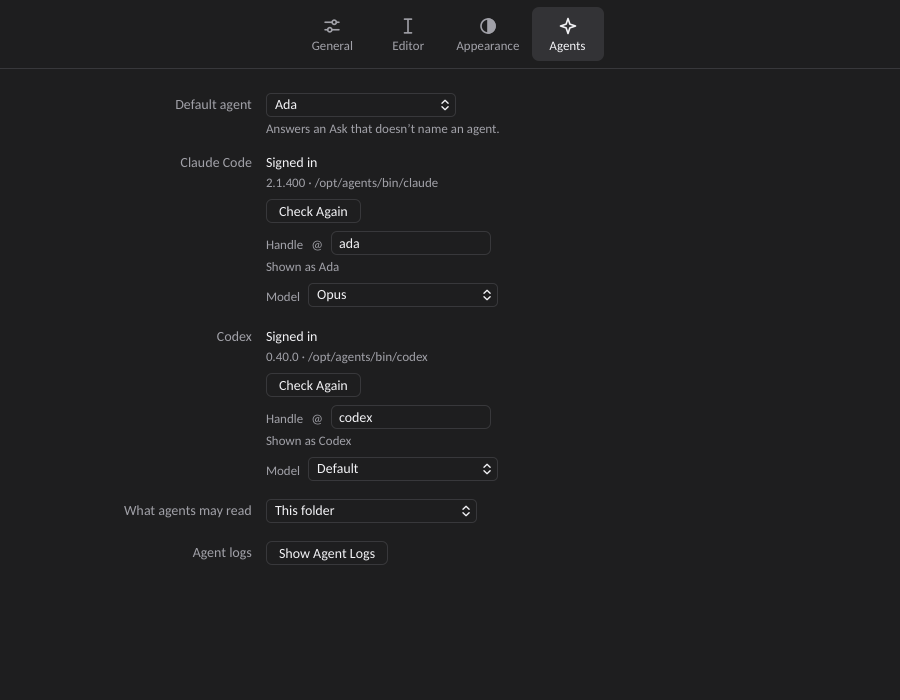 General
Editor
Appearance
Agents
Default agent
Ada
Answers an Ask that doesn't name an agent.
Claude Code
Signed in
2.1.400 · /opt/agents/bin/claude
Check Again
Handle @ ada
Shown as Ada
Model Opus
Codex
Signed in
0.40.0 · /opt/agents/bin/codex
Check Again
Handle @ codex
Shown as Codex
Model Default
What agents may read
This folder
Agent logs
Show Agent Logs